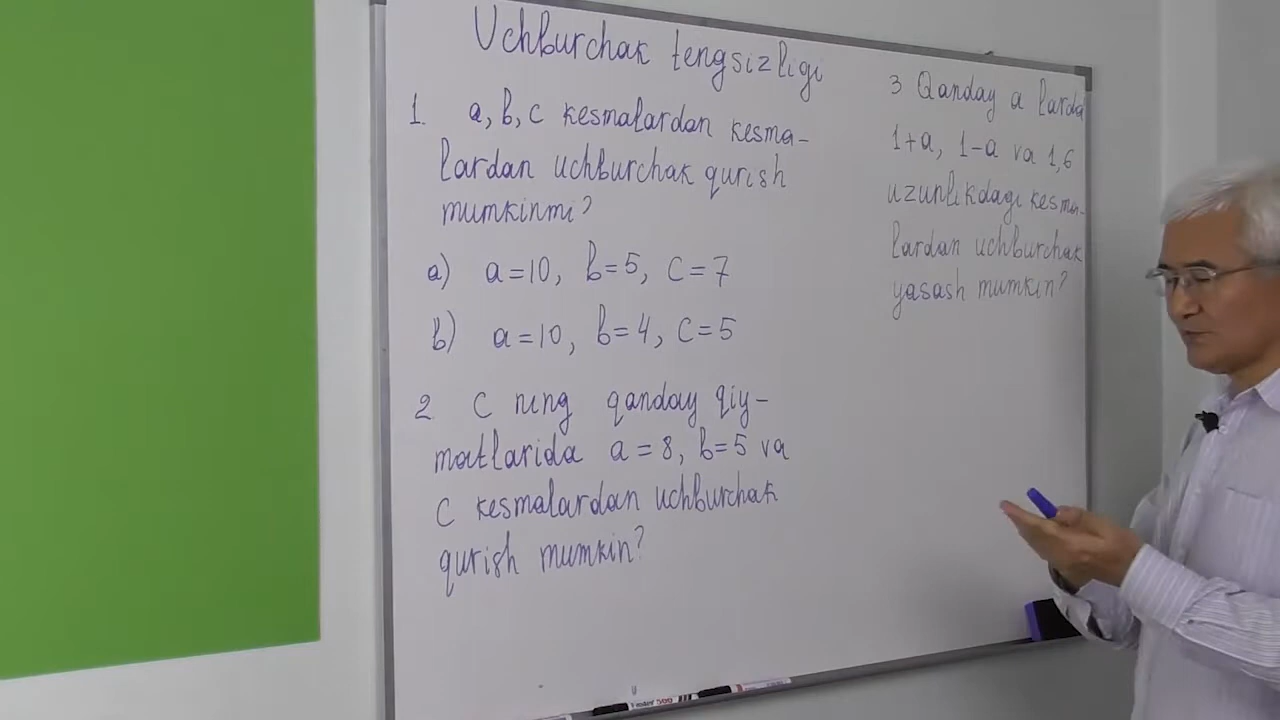 Uchburchak tengsizligi
1. a, b, c kesmalardan kesma-
lardan uchburchak qurish
mumkinmi?
a) a=10, b=5, c=7
b) a=10, b=4, c=5
2 C ning qanday qiy-
matlarida a=8, b=5 va
C kesmalardan uchburchak
qurish mumkin?
3 Qanday a larda
1+a, 1-a va 1,6
uzunlikdagi kesma-
lardan uchburchak
yasash mumkin?